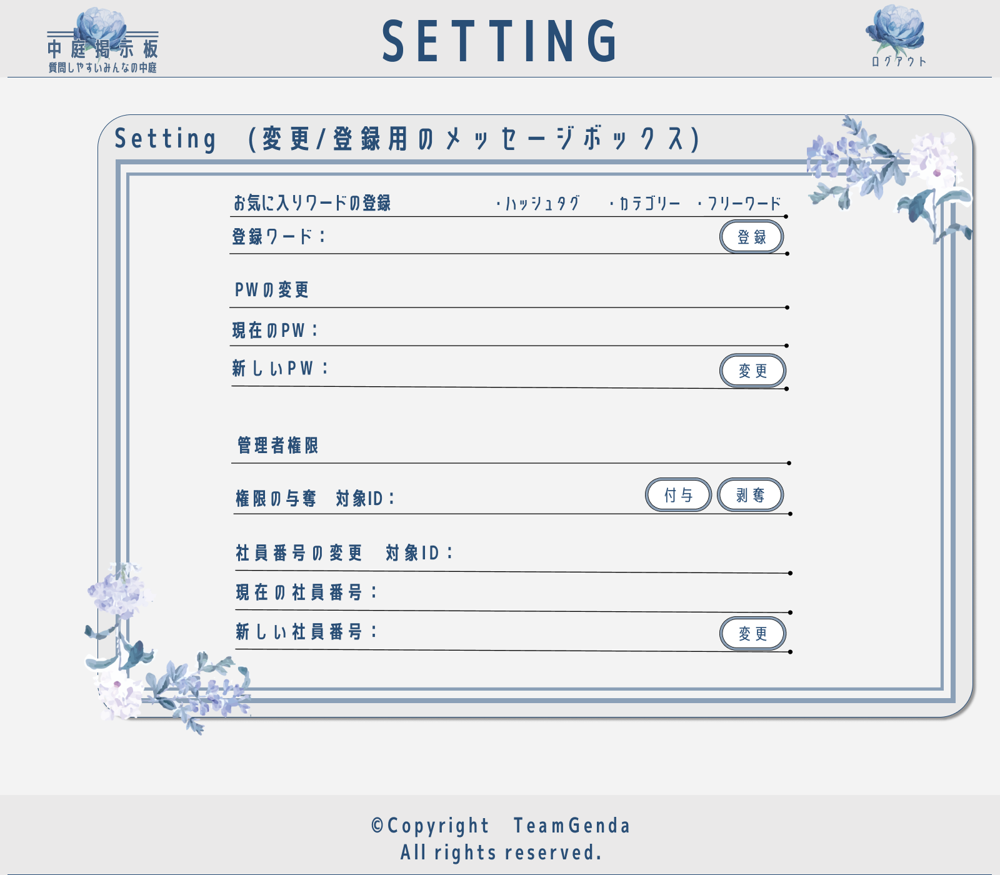 中庭掲示板
質問しやすいみんなの中庭
SETTING
ログアウト
Setting (変更/登録用のメッセージボックス)
お気に入りワードの登録 ・ハッシュタグ ・カテゴリー ・フリーワード
登録ワード： 登録
PWの変更
現在のPW：
新しいPW： 変更
管理者権限
権限の与奪 対象ID： 付与 剥奪
社員番号の変更 対象ID：
現在の社員番号：
新しい社員番号： 変更
©Copyright TeamGenda
All rights reserved.